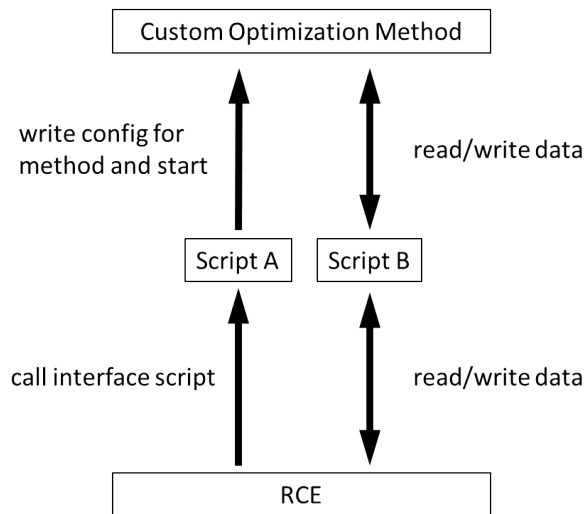 Custom Optimization Method
write config for
method and start
read/write data
Script A
Script B
call interface script
read/write data
RCE